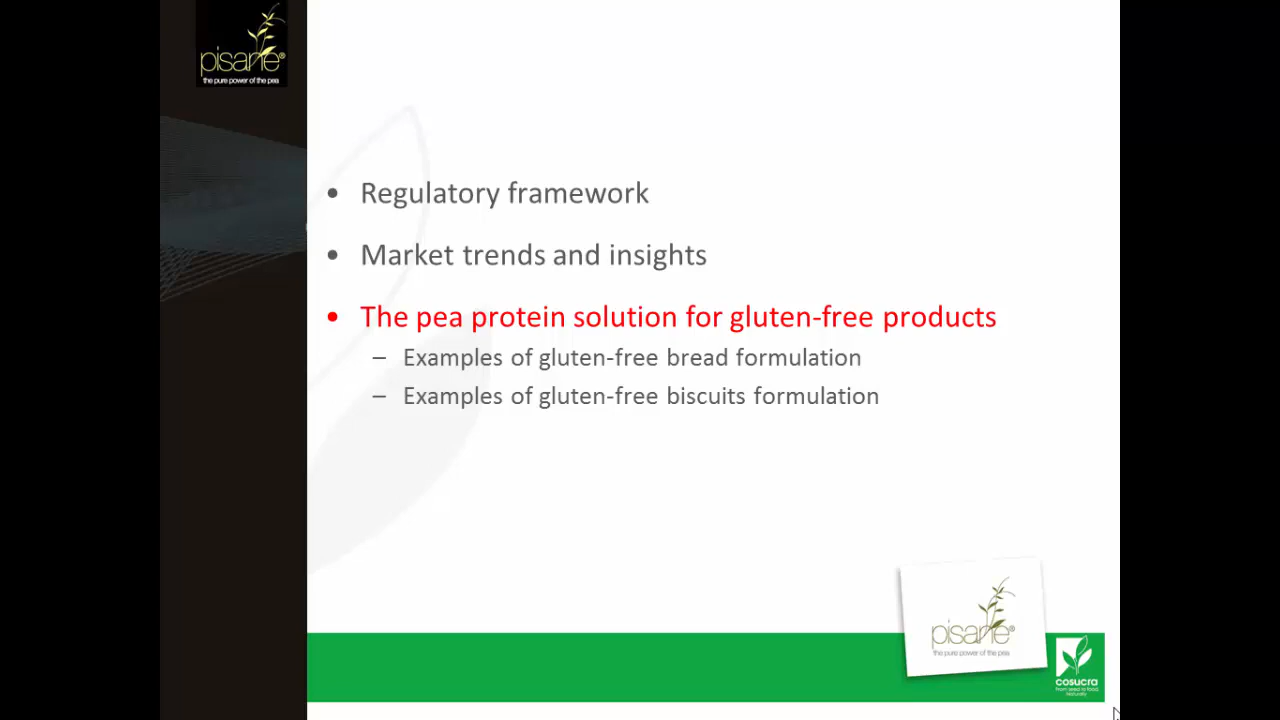 pisane®
the pure power of the pea
• Regulatory framework
• Market trends and insights
• The pea protein solution for gluten-free products
– Examples of gluten-free bread formulation
– Examples of gluten-free biscuits formulation
pisane®
the pure power of the pea
cosucra
From seed to food
Naturally